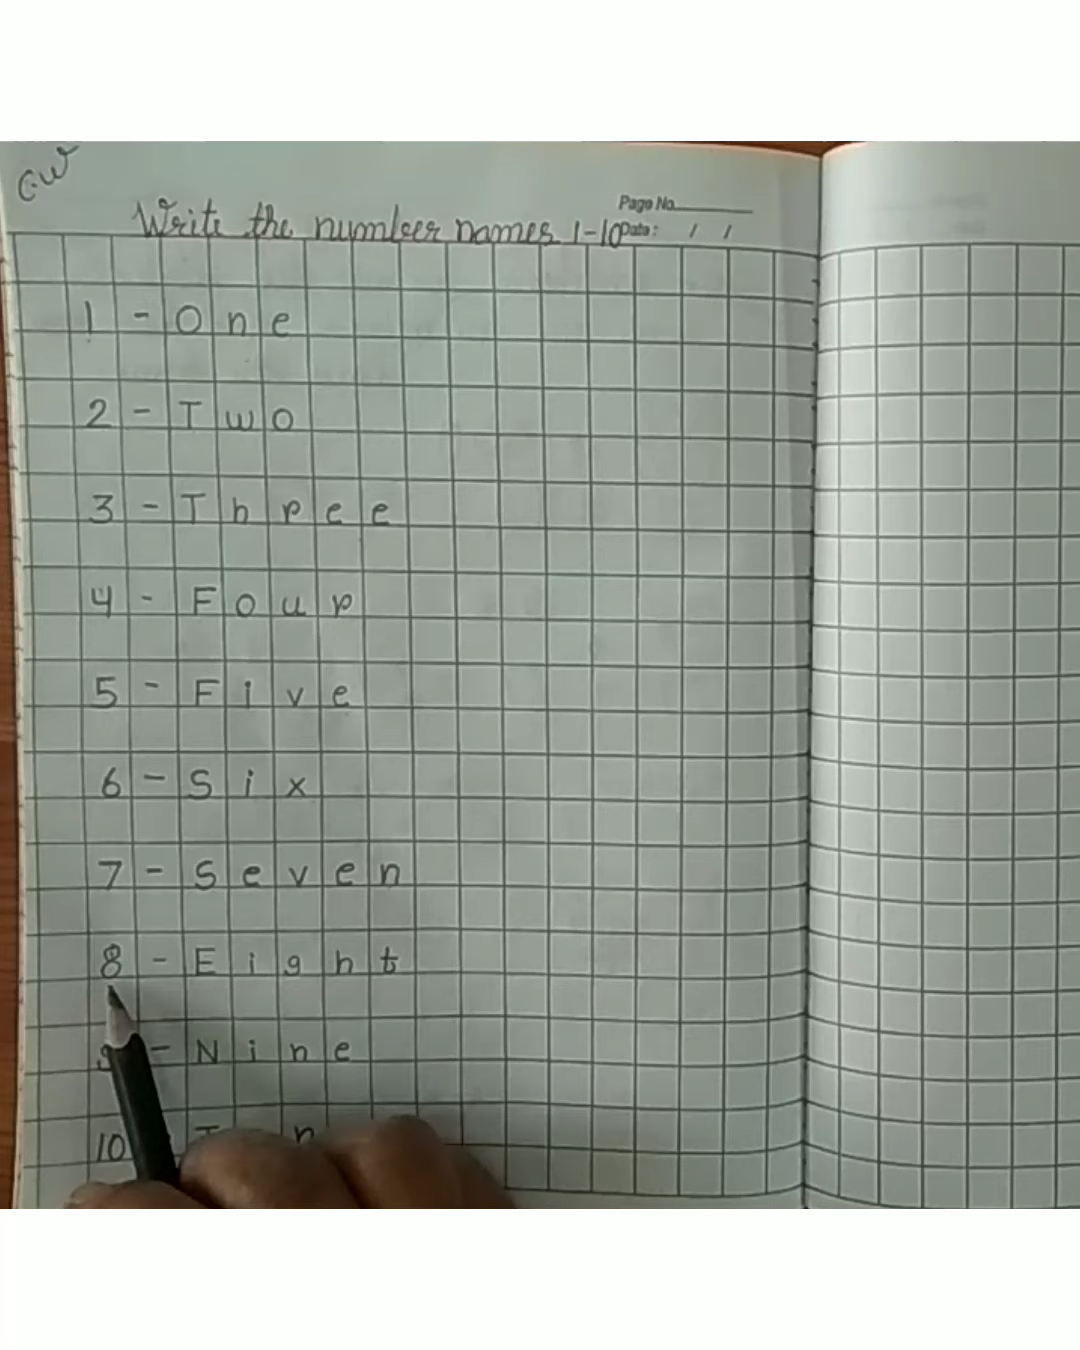 C.W
Page No.
Write the number names 1-10 Date: / /
1 - One
2 - Two
3 - Three
4 - Four
5 - Five
6 - Six
7 - Seven
8 - Eight
9 - Nine
10